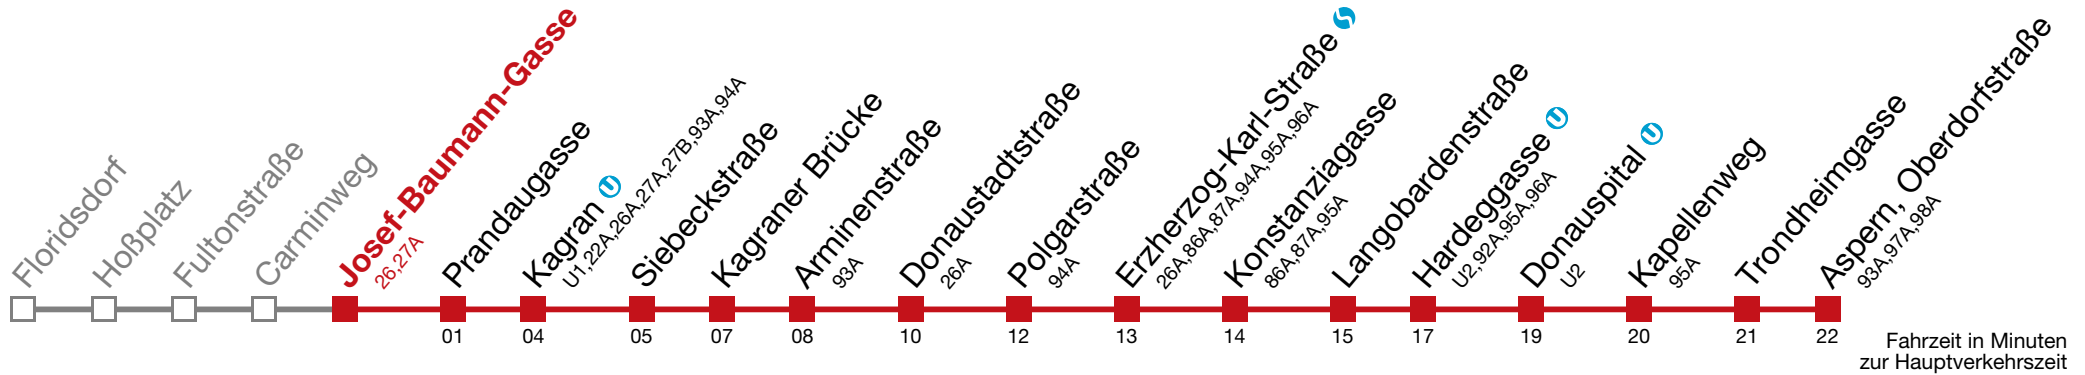 Floridsdorf
Hoßplatz
Fultonstraße
Carminweg
Josef-Baumann-Gasse
26,27A
Prandaugasse
Kagran
U1,22A,26A,27A,27B,93A,94A
Siebeckstraße
Kagraner Brücke
Arminenstraße
93A
Donaustadtstraße
26A
Polgarstraße
94A
Erzherzog-Karl-Straße
26A,86A,87A,94A,95A,96A
Konstanziagasse
86A,87A,95A
Langobardenstraße
Hardeggasse
U2,92A,95A,96A
Donauspital
U2
Kapellenweg
95A
Trondheimgasse
Aspern, Oberdorfstraße
93A,97A,98A
01 04 05 07 08 10 12 13 14 15 17 19 20 21 22
Fahrzeit in Minuten
zur Hauptverkehrszeit